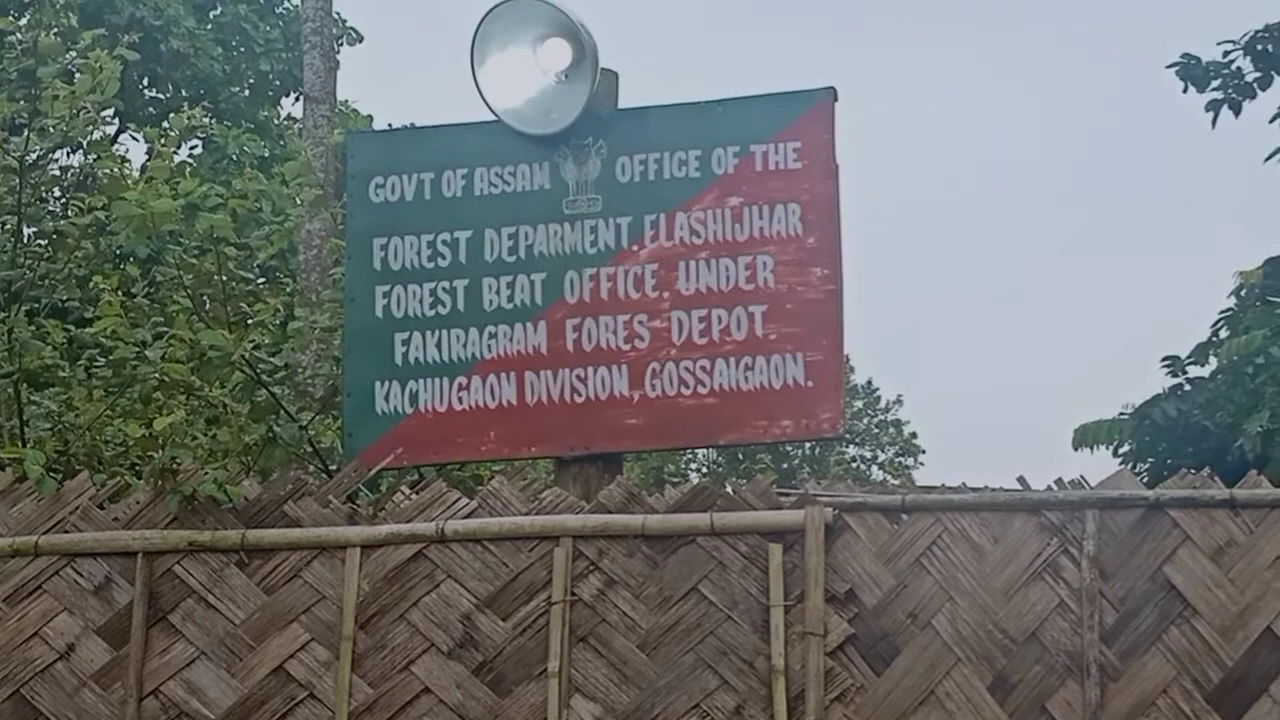 GOVT OF ASSAM OFFICE OF THE
FOREST DEPARMENT. ELASHIJHAR
FOREST BEAT OFFICE. UNDER
FAKIRAGRAM FORES DEPOT
KACHUGAON DIVISION, GOSSAIGAON.